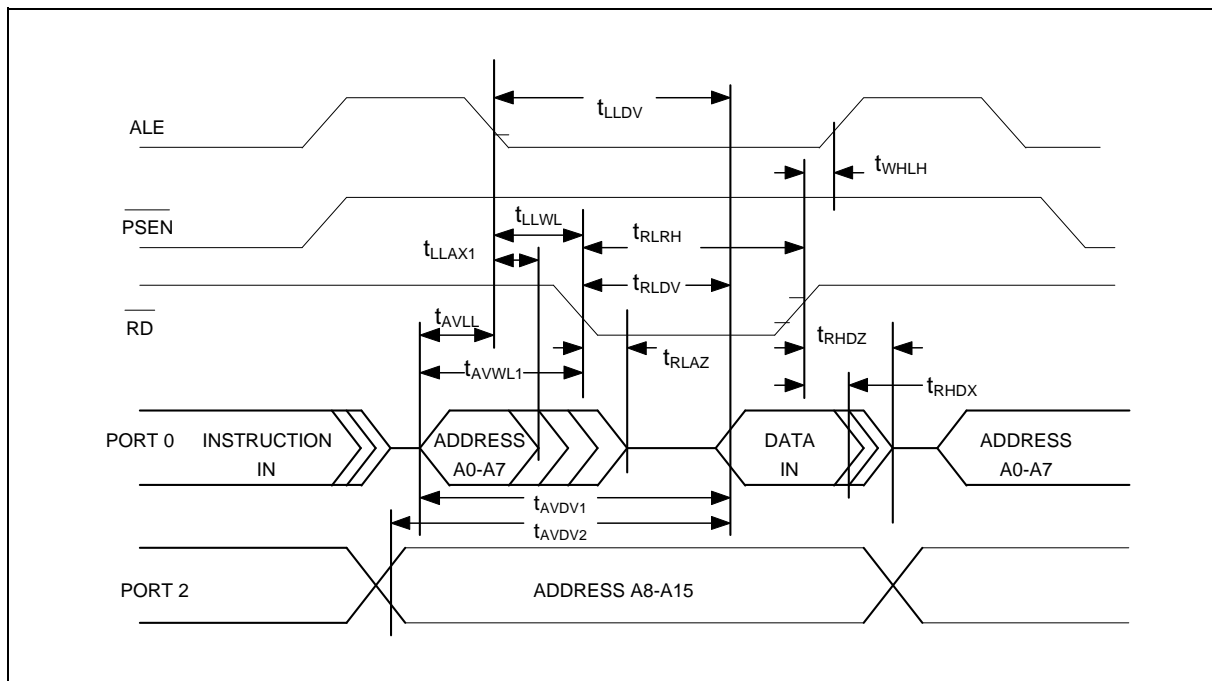 tLLDV
ALE
tWHLH
PSEN
tLLWL
tRLRH
tLLAX1
tRLDV
RD
tAVLL
tRHDZ
tRLAZ
tAVWL1
tRHDX
PORT 0
INSTRUCTION
IN
ADDRESS
A0-A7
DATA
IN
ADDRESS
A0-A7
tAVDV1
tAVDV2
PORT 2
ADDRESS A8-A15